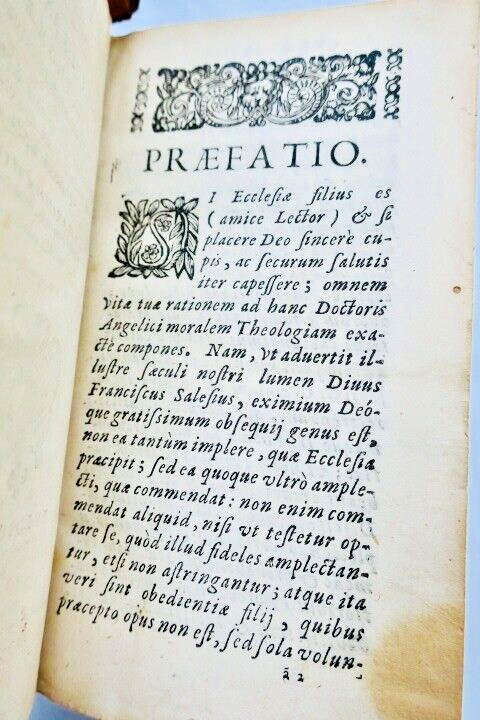 PRÆFATIO.
SI Ecclesiæ filius es
(amice Lector) & si
placere Deo sincerè cu-
pis, ac securum salutis
iter capessere; omnem
vitæ tuæ rationem ad hanc Doctoris
Angelici moralem Theologiam exa-
ctè compones. Nam, vt aduertit il-
lustre sæculi nostri lumen Diuus
Franciscus Salesius, eximium Deó-
que gratissimum obsequij genus est,
non ea tantùm implere, quæ Ecclesia
præcipit; sed ea quoque vltrò ample-
cti, quæ commendat: non enim com-
mendat aliquid, nisi vt testetur op-
tare se, quòd illud fideles amplectan-
tur, etsi non astringantur; atque ita
veri sint obedientiæ filij, quibus
præcepto opus non est, sed sola volun-
ã 2